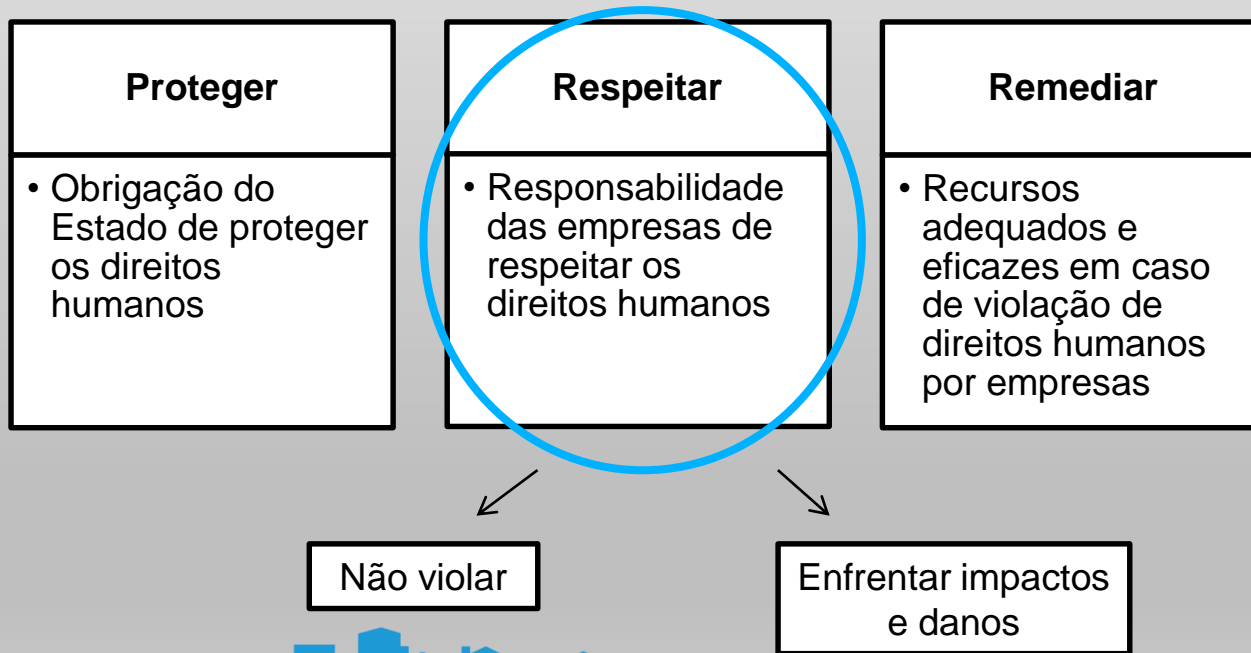 Proteger
• Obrigação do
Estado de proteger
os direitos
humanos
Respeitar
• Responsabilidade
das empresas de
respeitar os
direitos humanos
Remediar
• Recursos
adequados e
eficazes em caso
de violação de
direitos humanos
por empresas
Não violar
Enfrentar impactos
e danos